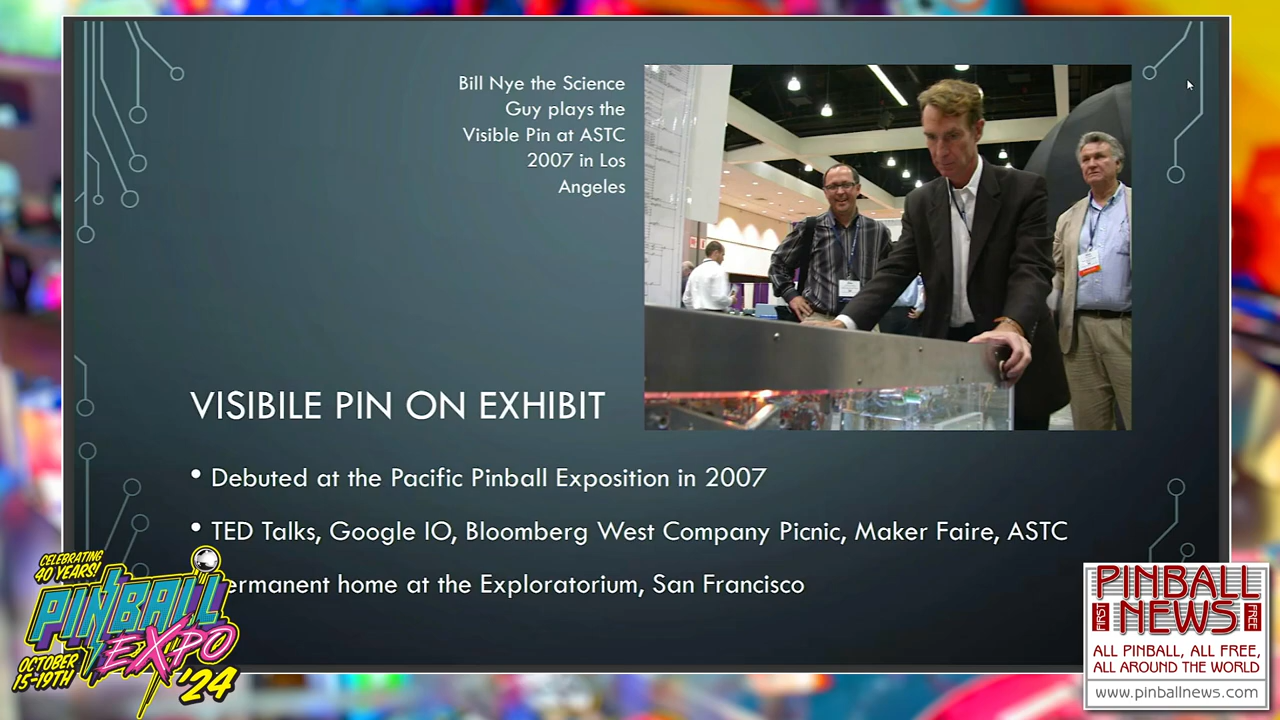 Bill Nye the Science
Guy plays the
Visible Pin at ASTC
2007 in Los
Angeles
VISIBILE PIN ON EXHIBIT
• Debuted at the Pacific Pinball Exposition in 2007
• TED Talks, Google IO, Bloomberg West Company Picnic, Maker Faire, ASTC
ermanent home at the Exploratorium, San Francisco
CELEBRATING
40 YEARS!
PINBALL
EXPO
OCTOBER
15-19TH
'24
PINBALL
FIRST NEWS FREE
ALL PINBALL, ALL FREE,
ALL AROUND THE WORLD
www.pinballnews.com